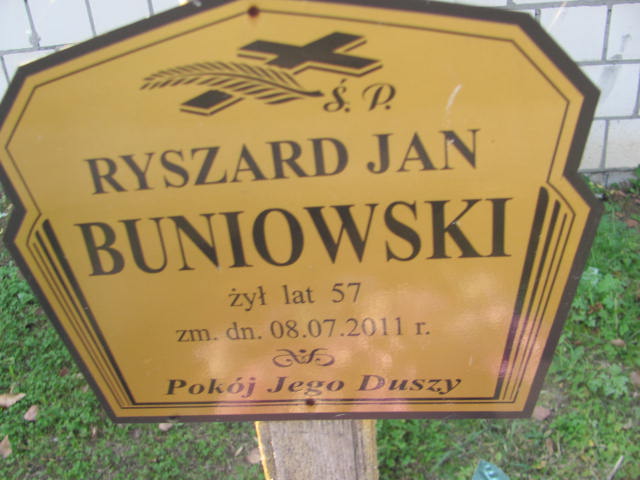 Ś. P.
RYSZARD JAN
BUNIOWSKI
żył lat 57
zm. dn. 08.07.2011 r.
Pokój Jego Duszy